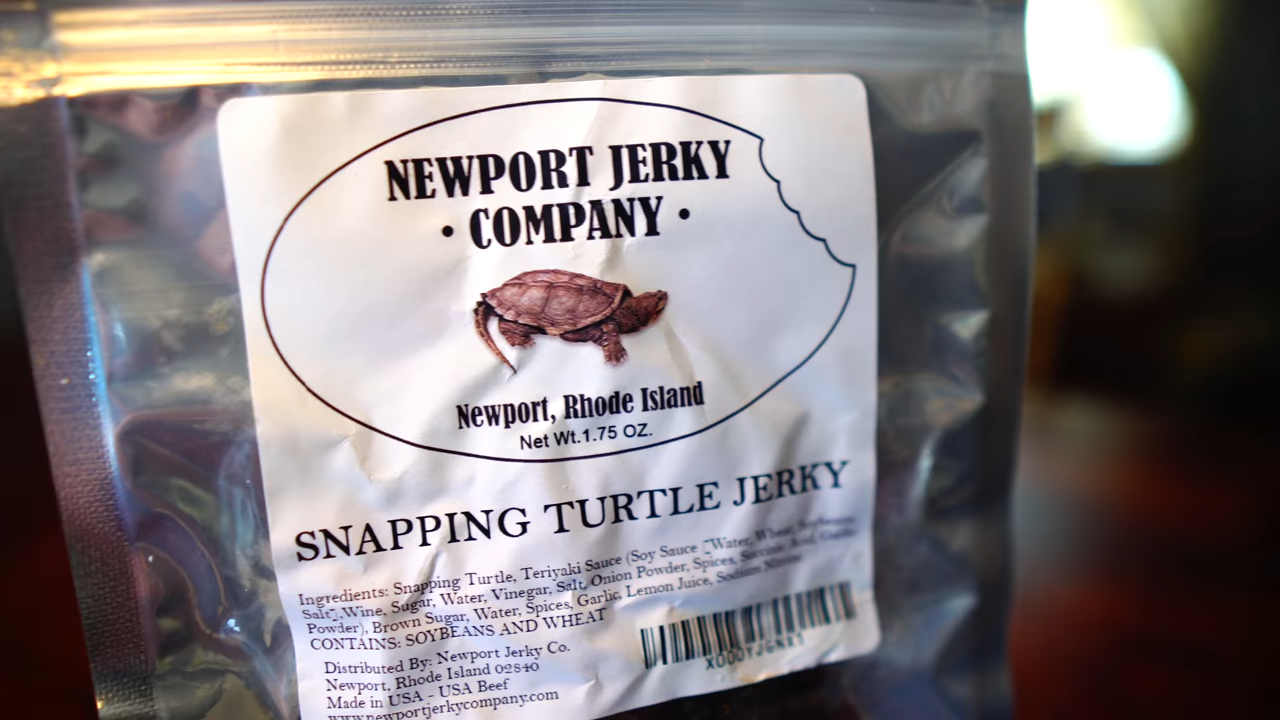 NEWPORT JERKY
• COMPANY •
Newport, Rhode Island
Net Wt.1.75 OZ.
SNAPPING TURTLE JERKY
Ingredients: Snapping Turtle, Teriyaki Sauce (Soy Sauce [Water, Wheat, Soybeans,
Salt],Wine, Sugar, Water, Vinegar, Salt, Onion Powder, Spices, Succinic Acid, Garlic
Powder), Brown Sugar, Water, Spices, Garlic, Lemon Juice, Sodium Nitrite
CONTAINS: SOYBEANS AND WHEAT
Distributed By: Newport Jerky Co.
Newport, Rhode Island 02840
Made in USA - USA Beef
www.newportjerkycompany.com